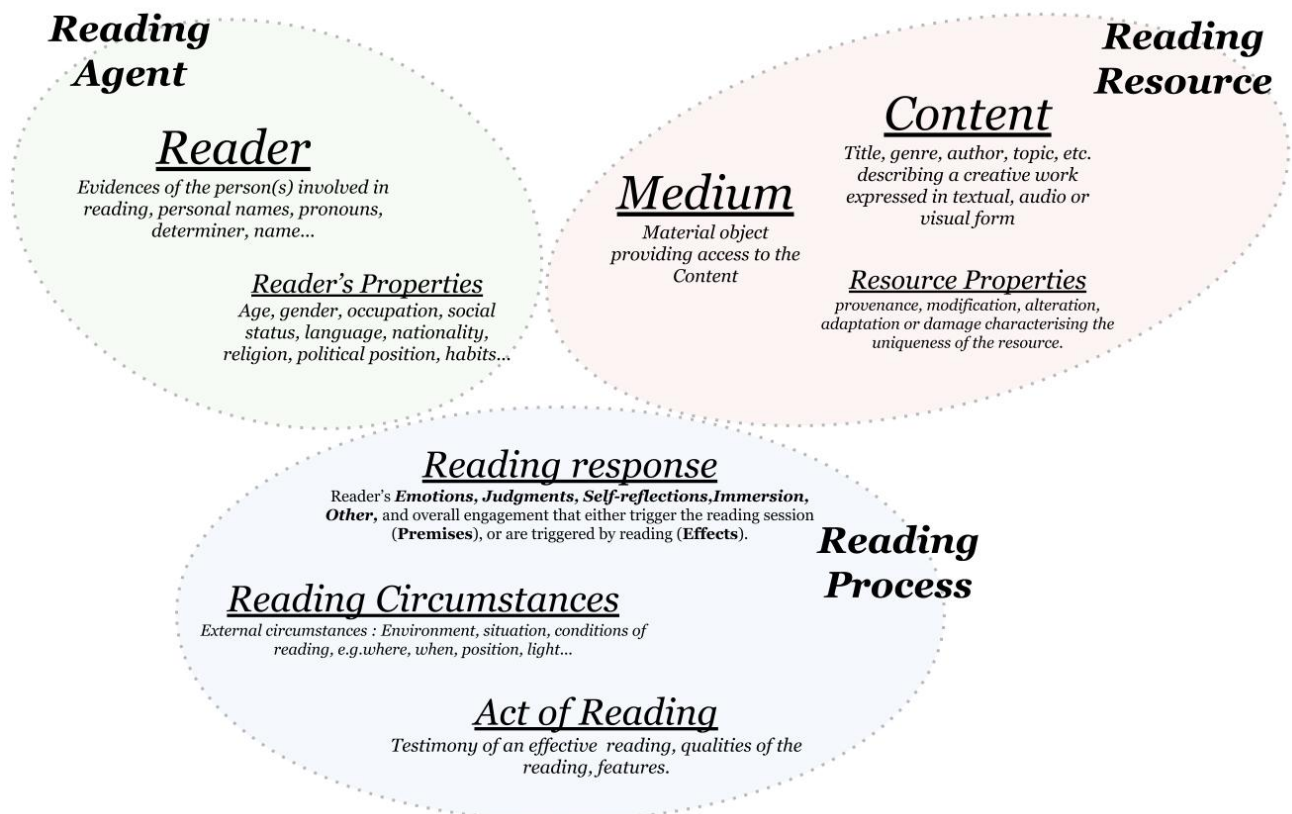 Reading
Agent
Reader
Evidences of the person(s) involved in
reading, personal names, pronouns,
determiner, name...
Reader's Properties
Age, gender, occupation, social
status, language, nationality,
religion, political position, habits...
Reading
Resource
Content
Title, genre, author, topic, etc.
describing a creative work
expressed in textual, audio or
visual form
Medium
Material object
providing access to the
Content
Resource Properties
provenance, modification, alteration,
adaptation or damage characterising the
uniqueness of the resource.
Reading response
Reader's Emotions, Judgments, Self-reflections,Immersion,
Other, and overall engagement that either trigger the reading session
(Premises), or are triggered by reading (Effects).
Reading
Process
Reading Circumstances
External circumstances : Environment, situation, conditions of
reading, e.g.where, when, position, light...
Act of Reading
Testimony of an effective reading, qualities of the
reading, features.